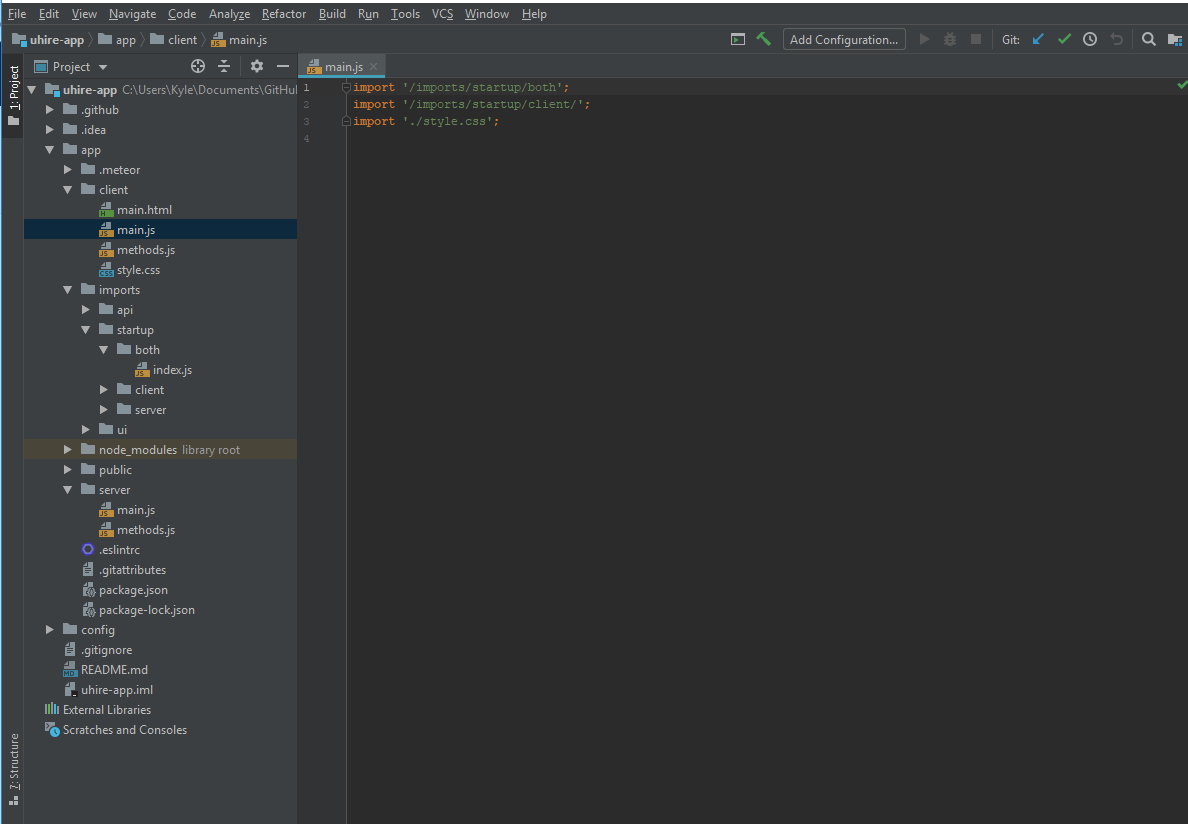 File Edit View Navigate Code Analyze Refactor Build Run Tools VCS Window Help
uhire-app app client main.js Add Configuration... Git:
1: Project
Project
main.js
uhire-app C:\Users\Kyle\Documents\GitHu
.github
.idea
app
.meteor
client
main.html
main.js
methods.js
style.css
imports
api
startup
both
index.js
client
server
ui
node_modules library root
public
server
main.js
methods.js
.eslintrc
.gitattributes
package.json
package-lock.json
config
.gitignore
README.md
uhire-app.iml
External Libraries
Scratches and Consoles
7: Structure
1 import '/imports/startup/both';
2 import '/imports/startup/client/';
3 import './style.css';
4